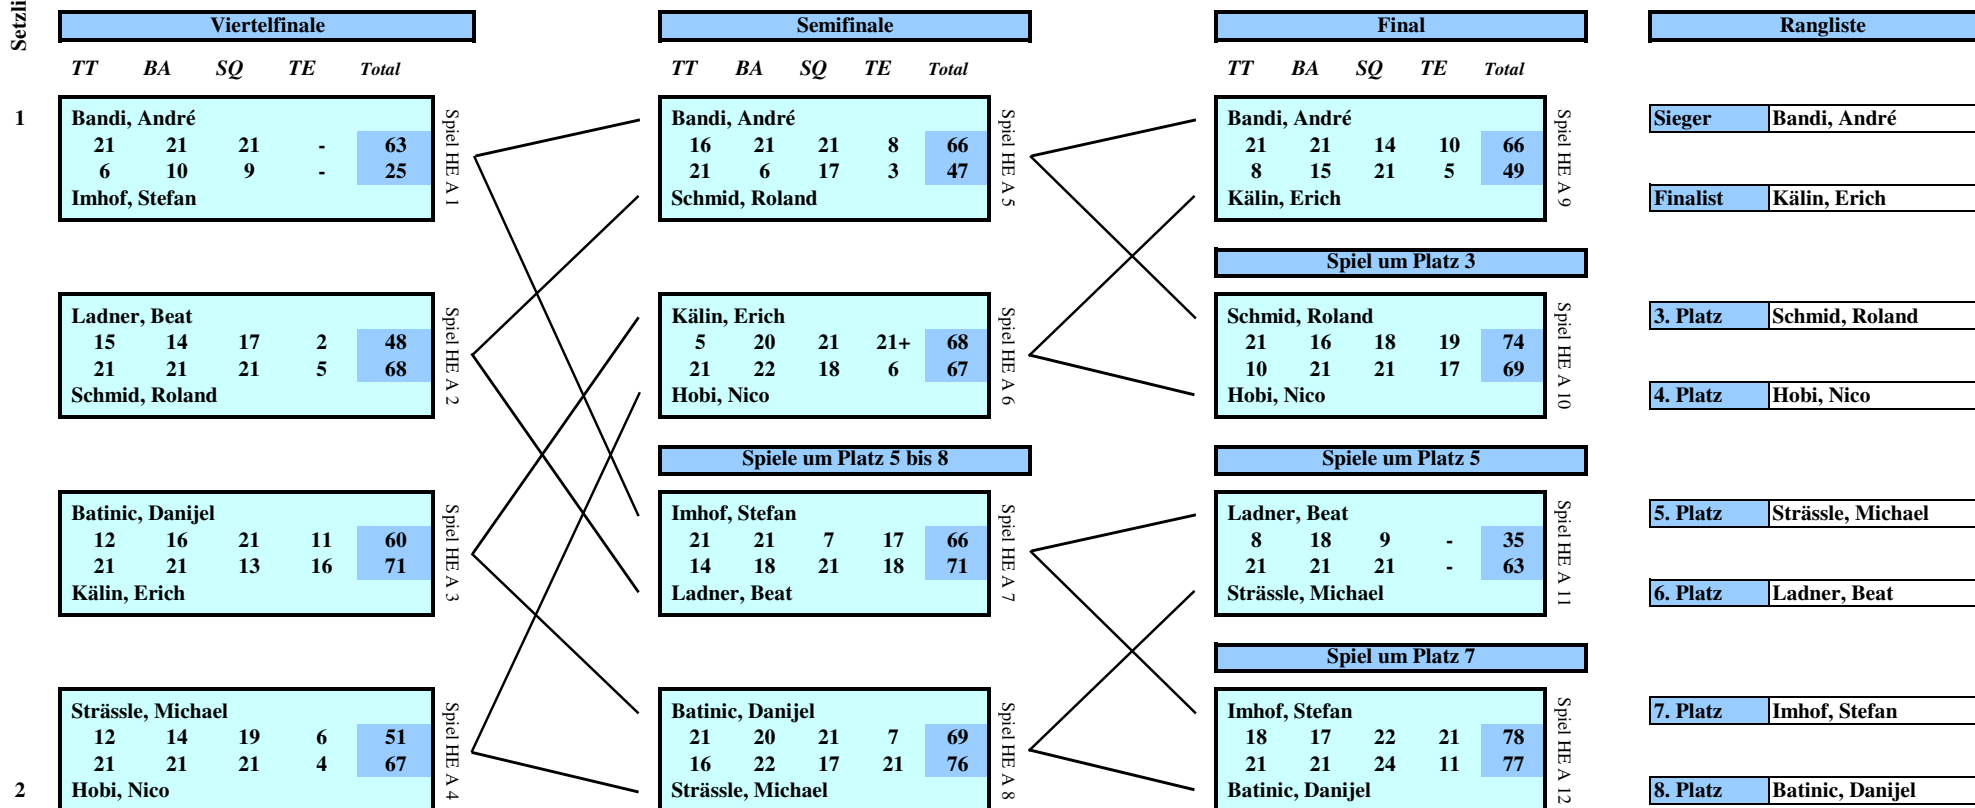 Setzli
Viertelfinale
Semifinale
Final
Rangliste
TT BA SQ TE Total
TT BA SQ TE Total
TT BA SQ TE Total
1
Bandi, André
21 21 21 - 63
6 10 9 - 25
Imhof, Stefan
Spiel HE A 1
Bandi, André
16 21 21 8 66
21 6 17 3 47
Schmid, Roland
Spiel HE A 5
Bandi, André
21 21 14 10 66
8 15 21 5 49
Kälin, Erich
Spiel HE A 9
Sieger Bandi, André
Finalist Kälin, Erich
Spiel um Platz 3
Ladner, Beat
15 14 17 2 48
21 21 21 5 68
Schmid, Roland
Spiel HE A 2
Kälin, Erich
5 20 21 21+ 68
21 22 18 6 67
Hobi, Nico
Spiel HE A 6
Schmid, Roland
21 16 18 19 74
10 21 21 17 69
Hobi, Nico
Spiel HE A 10
3. Platz Schmid, Roland
4. Platz Hobi, Nico
Spiele um Platz 5 bis 8
Spiele um Platz 5
Batinic, Danijel
12 16 21 11 60
21 21 13 16 71
Kälin, Erich
Spiel HE A 3
Imhof, Stefan
21 21 7 17 66
14 18 21 18 71
Ladner, Beat
Spiel HE A 7
Ladner, Beat
8 18 9 - 35
21 21 21 - 63
Strässle, Michael
Spiel HE A 11
5. Platz Strässle, Michael
6. Platz Ladner, Beat
Spiel um Platz 7
Strässle, Michael
12 14 19 6 51
21 21 21 4 67
Hobi, Nico
Spiel HE A 4
2
Batinic, Danijel
21 20 21 7 69
16 22 17 21 76
Strässle, Michael
Spiel HE A 8
Imhof, Stefan
18 17 22 21 78
21 21 24 11 77
Batinic, Danijel
Spiel HE A 12
7. Platz Imhof, Stefan
8. Platz Batinic, Danijel